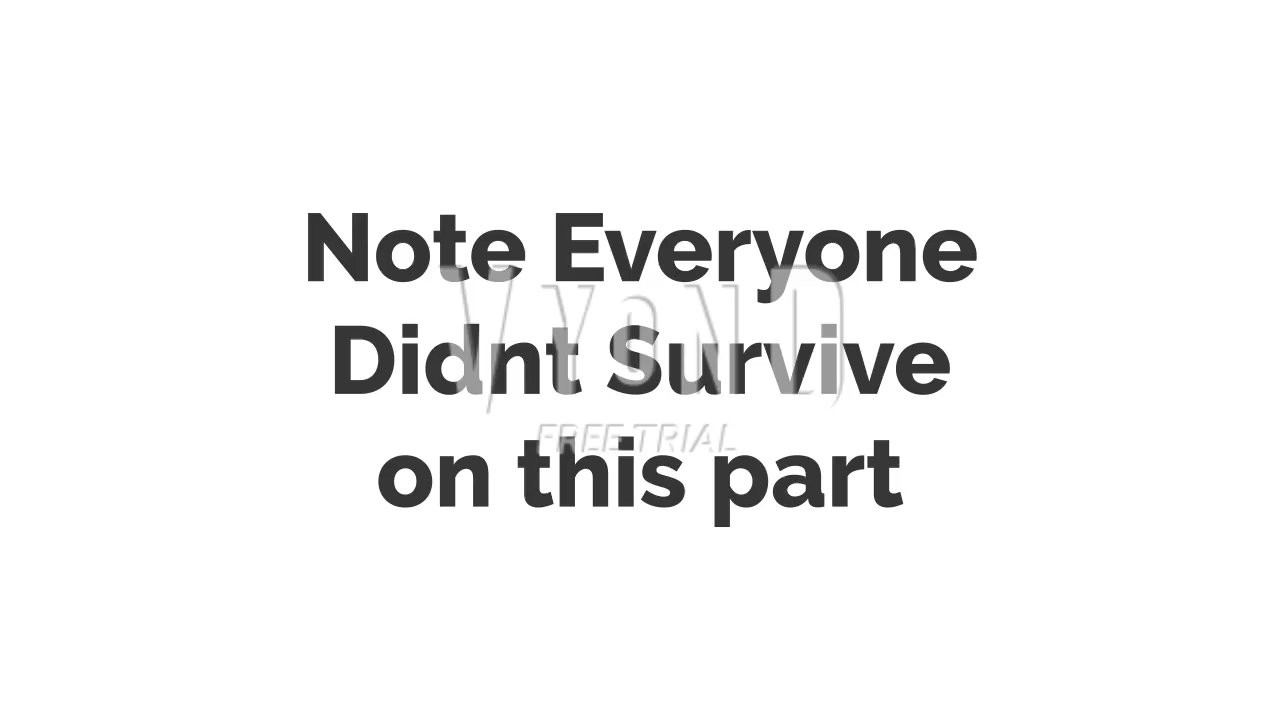 Note Everyone
Didnt Survive
on this part
VYOND
FREE TRIAL